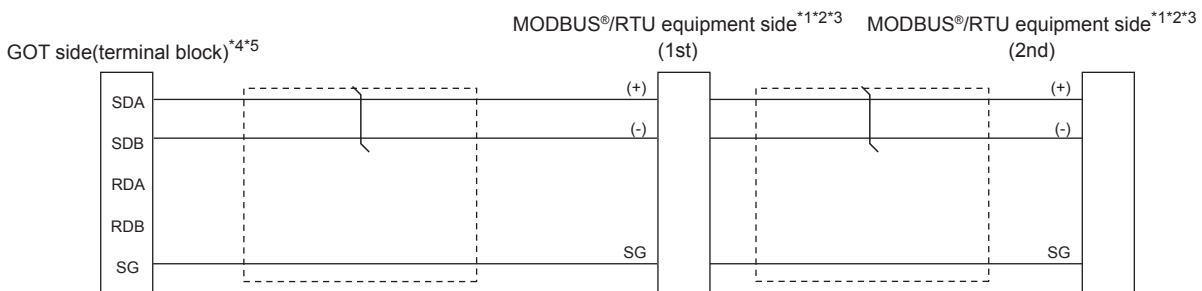 MODBUS®/RTU equipment side*1*2*3
(1st)
MODBUS®/RTU equipment side*1*2*3
(2nd)
GOT side(terminal block)*4*5
SDA
(+)
(+)
SDB
(-)
(-)
RDA
RDB
SG
SG
SG